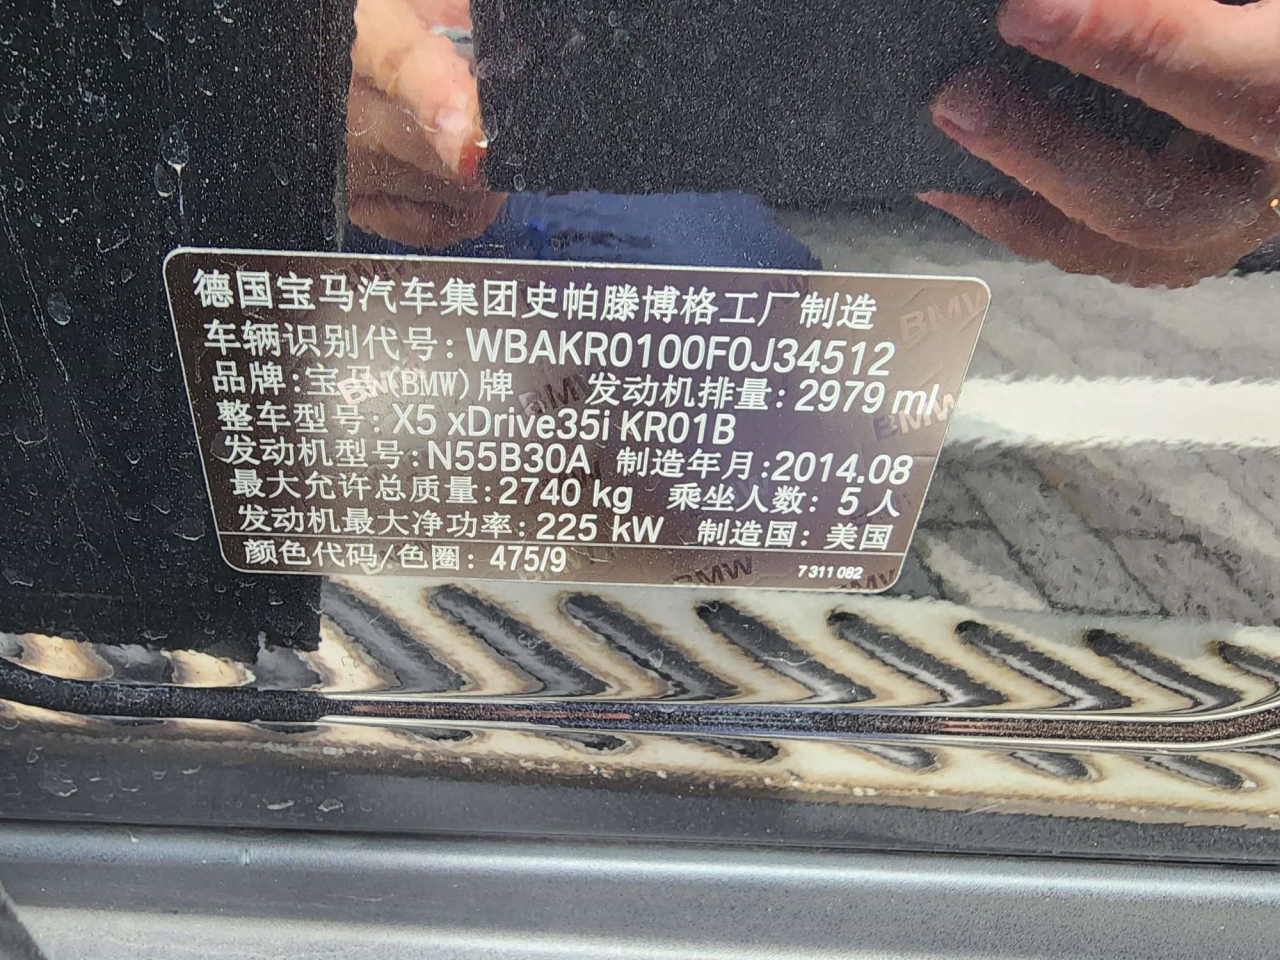 德国宝马汽车集团史帕滕博格工厂制造
车辆识别代号: WBAKR0100F0J34512
品牌:宝马(BMW)牌 发动机排量: 2979 ml
整车型号: X5 xDrive35i KR01B
发动机型号:N55B30A 制造年月:2014.08
最大允许总质量:2740 kg 乘坐人数: 5 人
发动机最大净功率:225 kW 制造国: 美国
颜色代码/色圈: 475/9
7311082